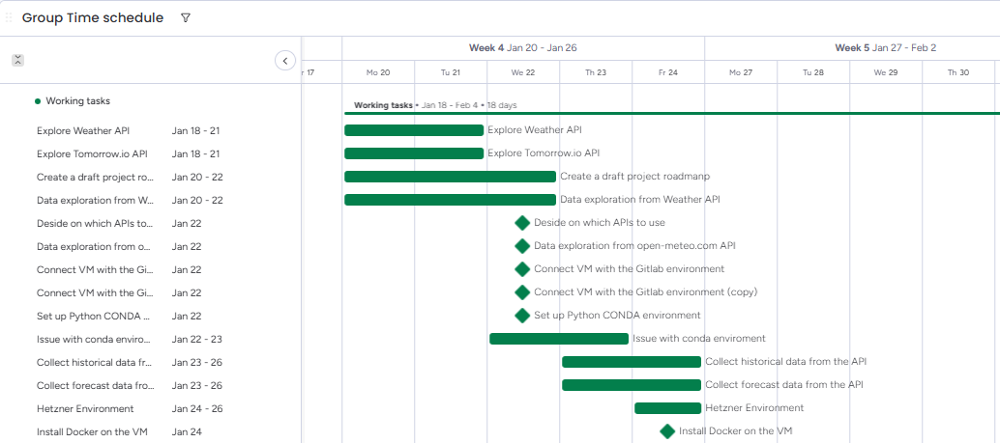 Group Time schedule
Week 4 Jan 20 - Jan 26
Week 5 Jan 27 - Feb 2
r 17
Mo 20
Tu 21
We 22
Th 23
Fr 24
Mo 27
Tu 28
We 29
Th 30
Working tasks
Working tasks • Jan 18 - Feb 4 • 18 days
Explore Weather API Jan 18 - 21 Explore Weather API
Explore Tomorrow.io API Jan 18 - 21 Explore Tomorrow.io API
Create a draft project ro... Jan 20 - 22 Create a draft project roadmanp
Data exploration from W... Jan 20 - 22 Data exploration from Weather API
Deside on which APIs to... Jan 22 Deside on which APIs to use
Data exploration from o... Jan 22 Data exploration from open-meteo.com API
Connect VM with the Gi... Jan 22 Connect VM with the Gitlab environment
Connect VM with the Gi... Jan 22 Connect VM with the Gitlab environment (copy)
Set up Python CONDA ... Jan 22 Set up Python CONDA environment
Issue with conda enviro... Jan 22 - 23 Issue with conda enviroment
Collect historical data fr... Jan 23 - 26 Collect historical data from the API
Collect forecast data fro... Jan 23 - 26 Collect forecast data from the API
Hetzner Environment Jan 24 - 26 Hetzner Environment
Install Docker on the VM Jan 24 Install Docker on the VM